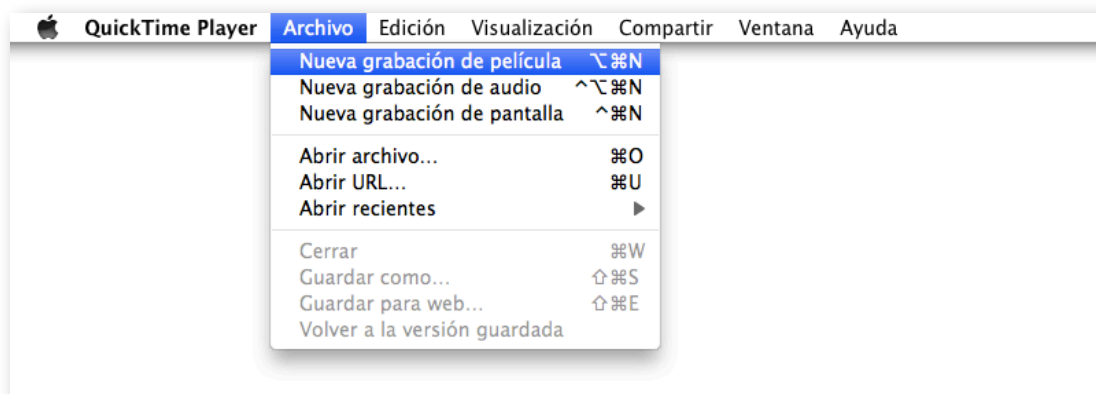 QuickTime Player Archivo Edición Visualización Compartir Ventana Ayuda
Nueva grabación de película ⌥⌘N
Nueva grabación de audio ^⌥⌘N
Nueva grabación de pantalla ^⌘N
Abrir archivo... ⌘O
Abrir URL... ⌘U
Abrir recientes ▶
Cerrar ⌘W
Guardar como... ⇧⌘S
Guardar para web... ⇧⌘E
Volver a la versión guardada